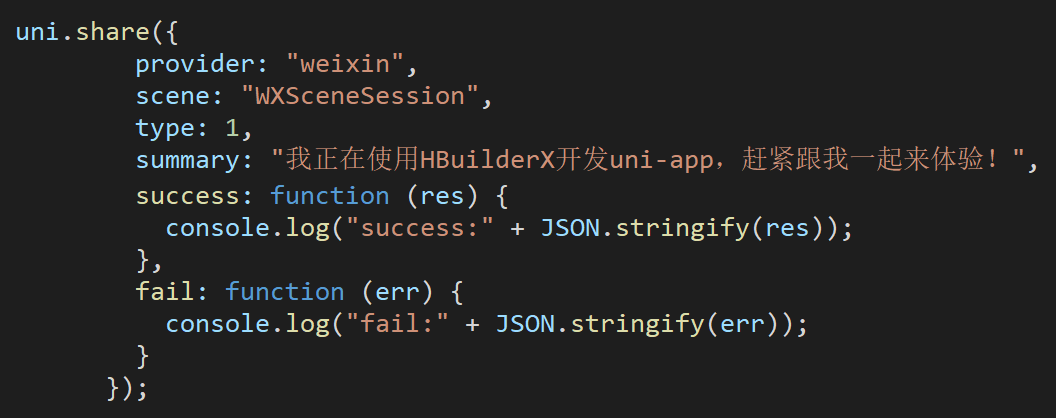 uni.share({
provider: "weixin",
scene: "WXSceneSession",
type: 1,
summary: "我正在使用HBuilderX开发uni-app，赶紧跟我一起来体验！",
success: function (res) {
console.log("success:" + JSON.stringify(res));
},
fail: function (err) {
console.log("fail:" + JSON.stringify(err));
}
});